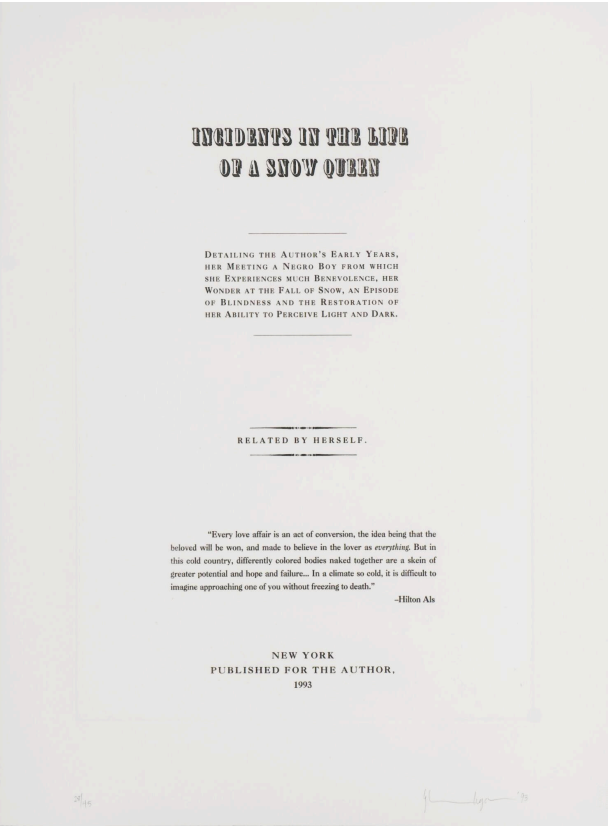 INCIDENTS IN THE LIFE
OF A SNOW QUEEN
DETAILING THE AUTHOR'S EARLY YEARS,
HER MEETING A NEGRO BOY FROM WHICH
SHE EXPERIENCES MUCH BENEVOLENCE, HER
WONDER AT THE FALL OF SNOW, AN EPISODE
OF BLINDNESS AND THE RESTORATION OF
HER ABILITY TO PERCEIVE LIGHT AND DARK.
RELATED BY HERSELF.
"Every love affair is an act of conversion, the idea being that the
beloved will be won, and made to believe in the lover as everything. But in
this cold country, differently colored bodies naked together are a skein of
greater potential and hope and failure... In a climate so cold, it is difficult to
imagine approaching one of you without freezing to death."
–Hilton Als
NEW YORK
PUBLISHED FOR THE AUTHOR,
1993
'93